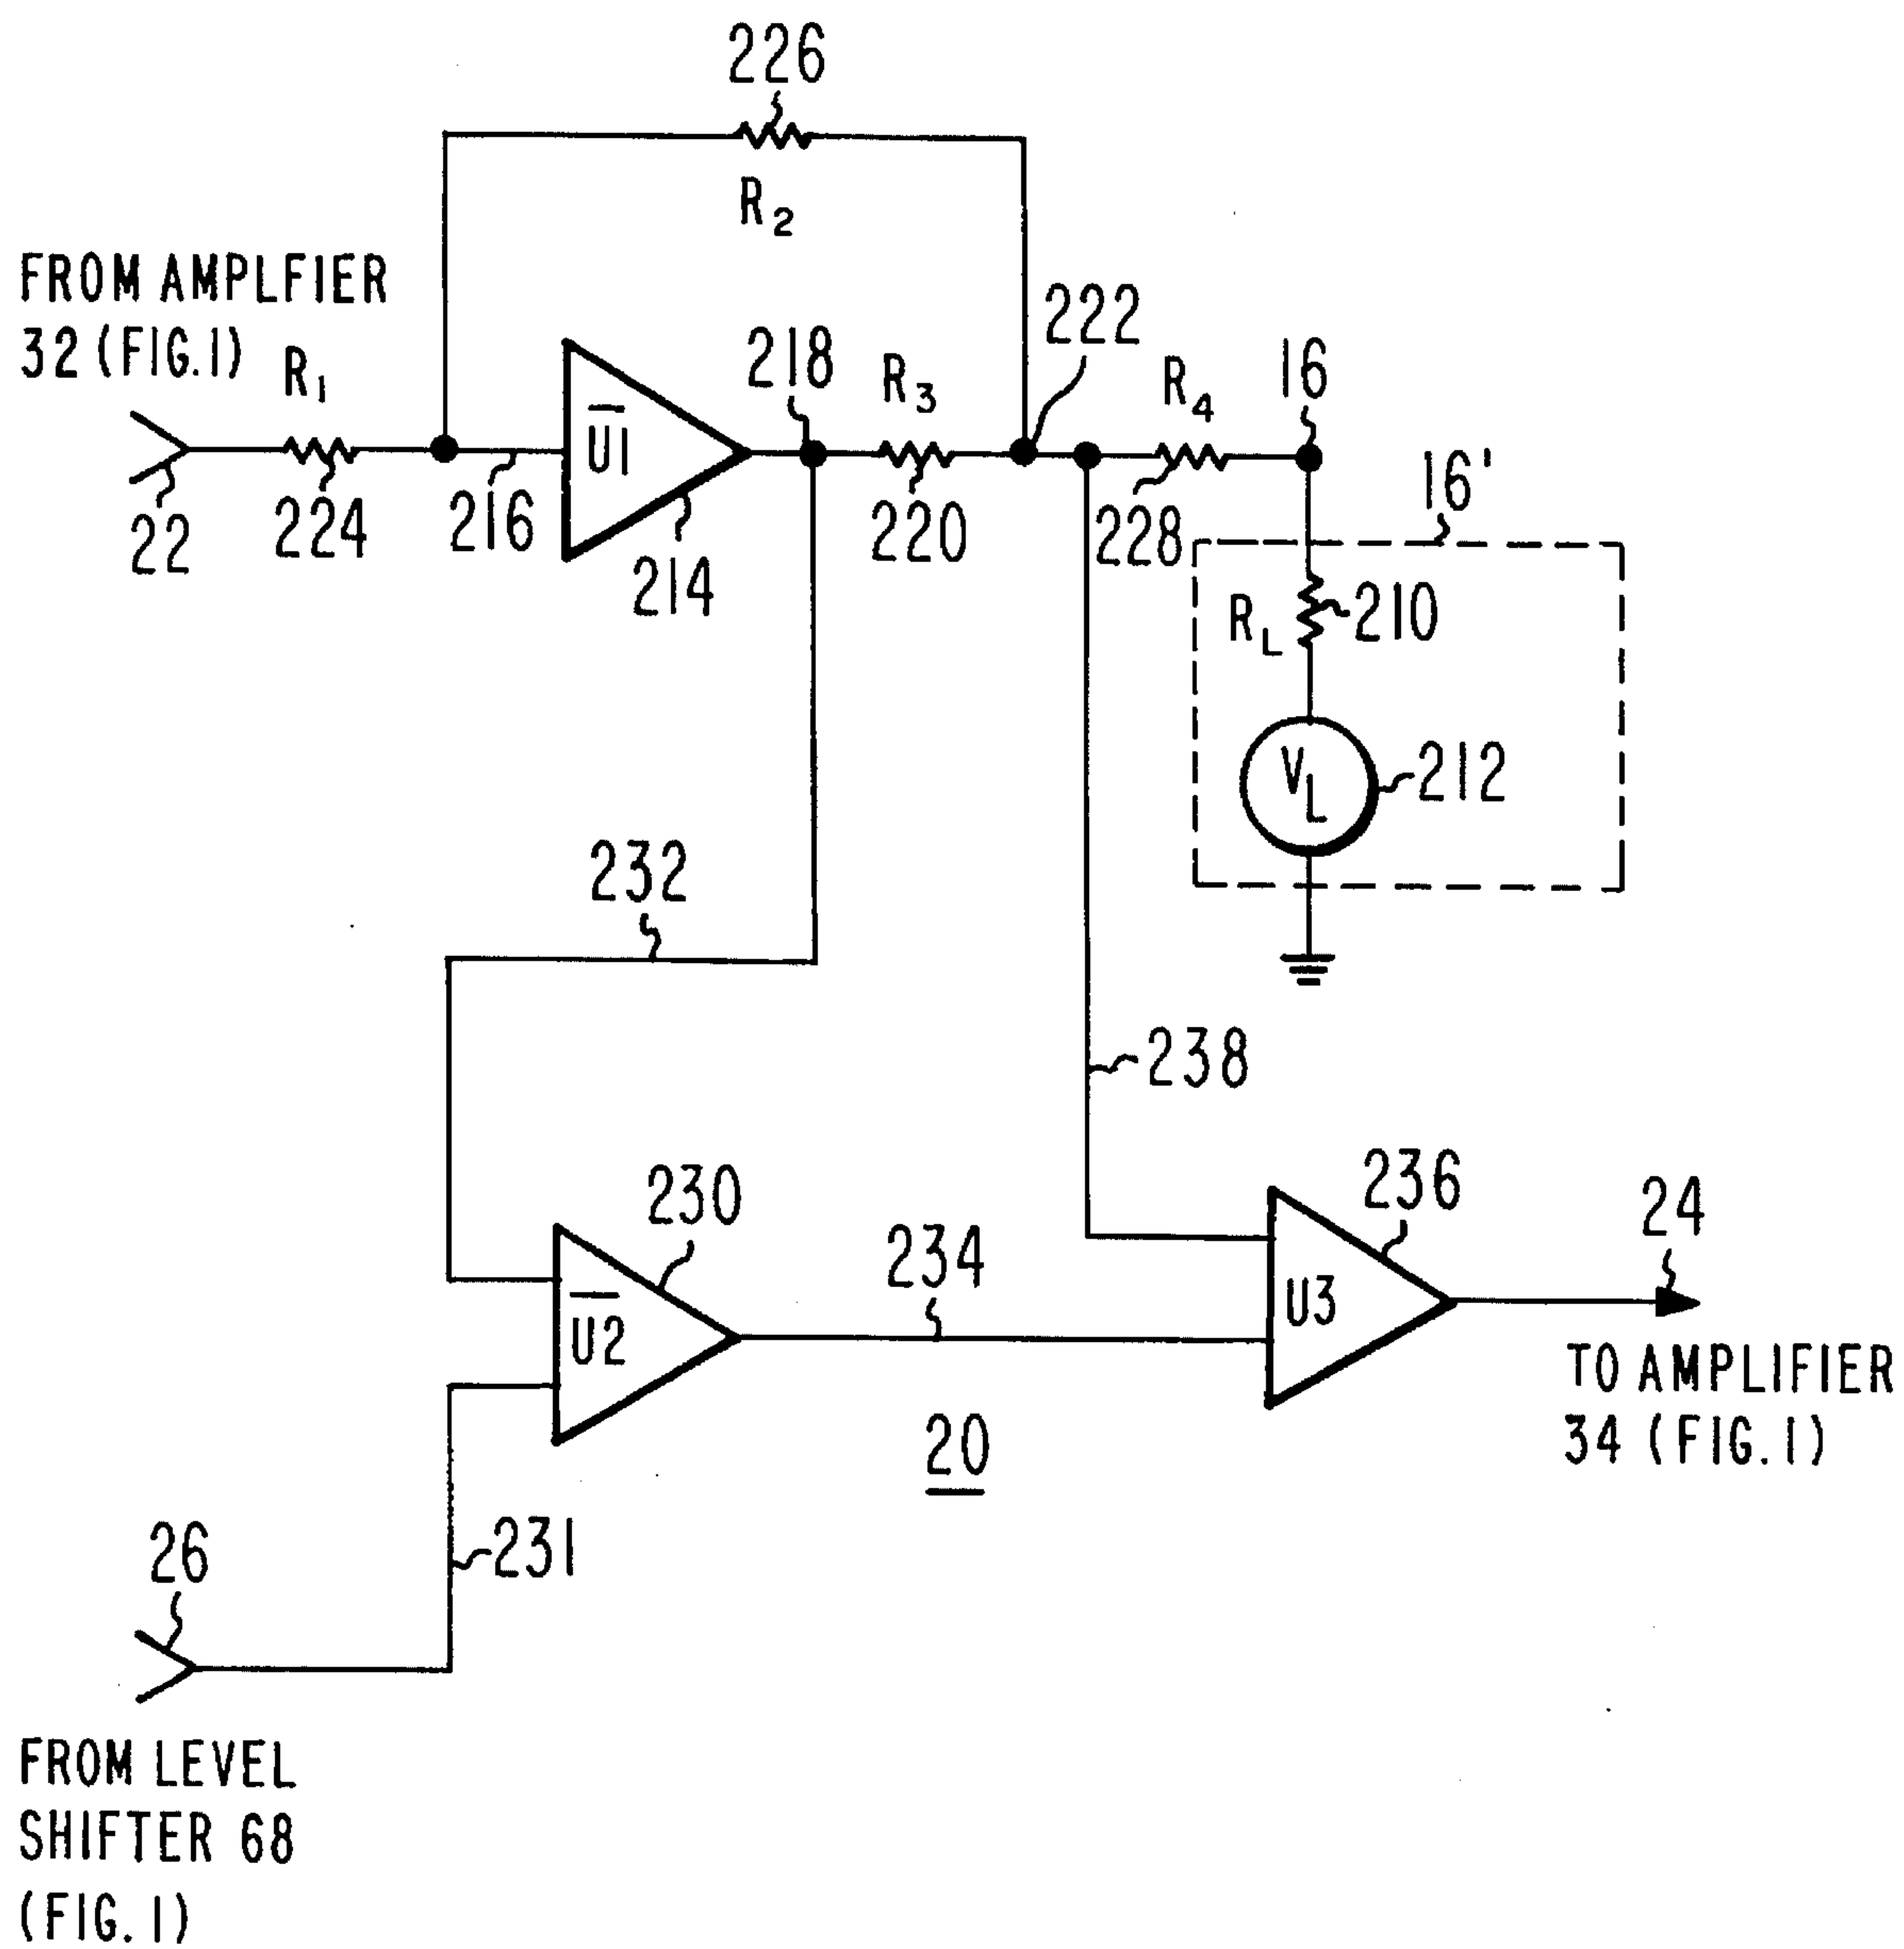 226
R2
FROM AMPLFIER
32 (FIG. 1)
R1
218
R3
222
R4
16
16'
U1
22
224
216
214
220
228
RL
210
VL
212
232
238
230
234
236
24
U2
U3
20
TO AMPLIFIER
34 (FIG. 1)
26
231
FROM LEVEL
SHIFTER 68
(FIG. 1)